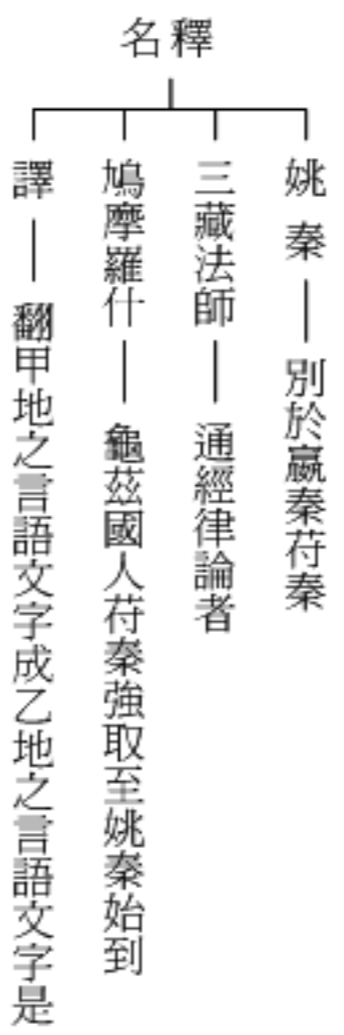 釋名
姚秦
別於嬴秦苻秦
三藏法師
通經律論者
鳩摩羅什
龜茲國人苻秦強取至姚秦始到
譯
翻甲地之言語文字成乙地之言語文字是